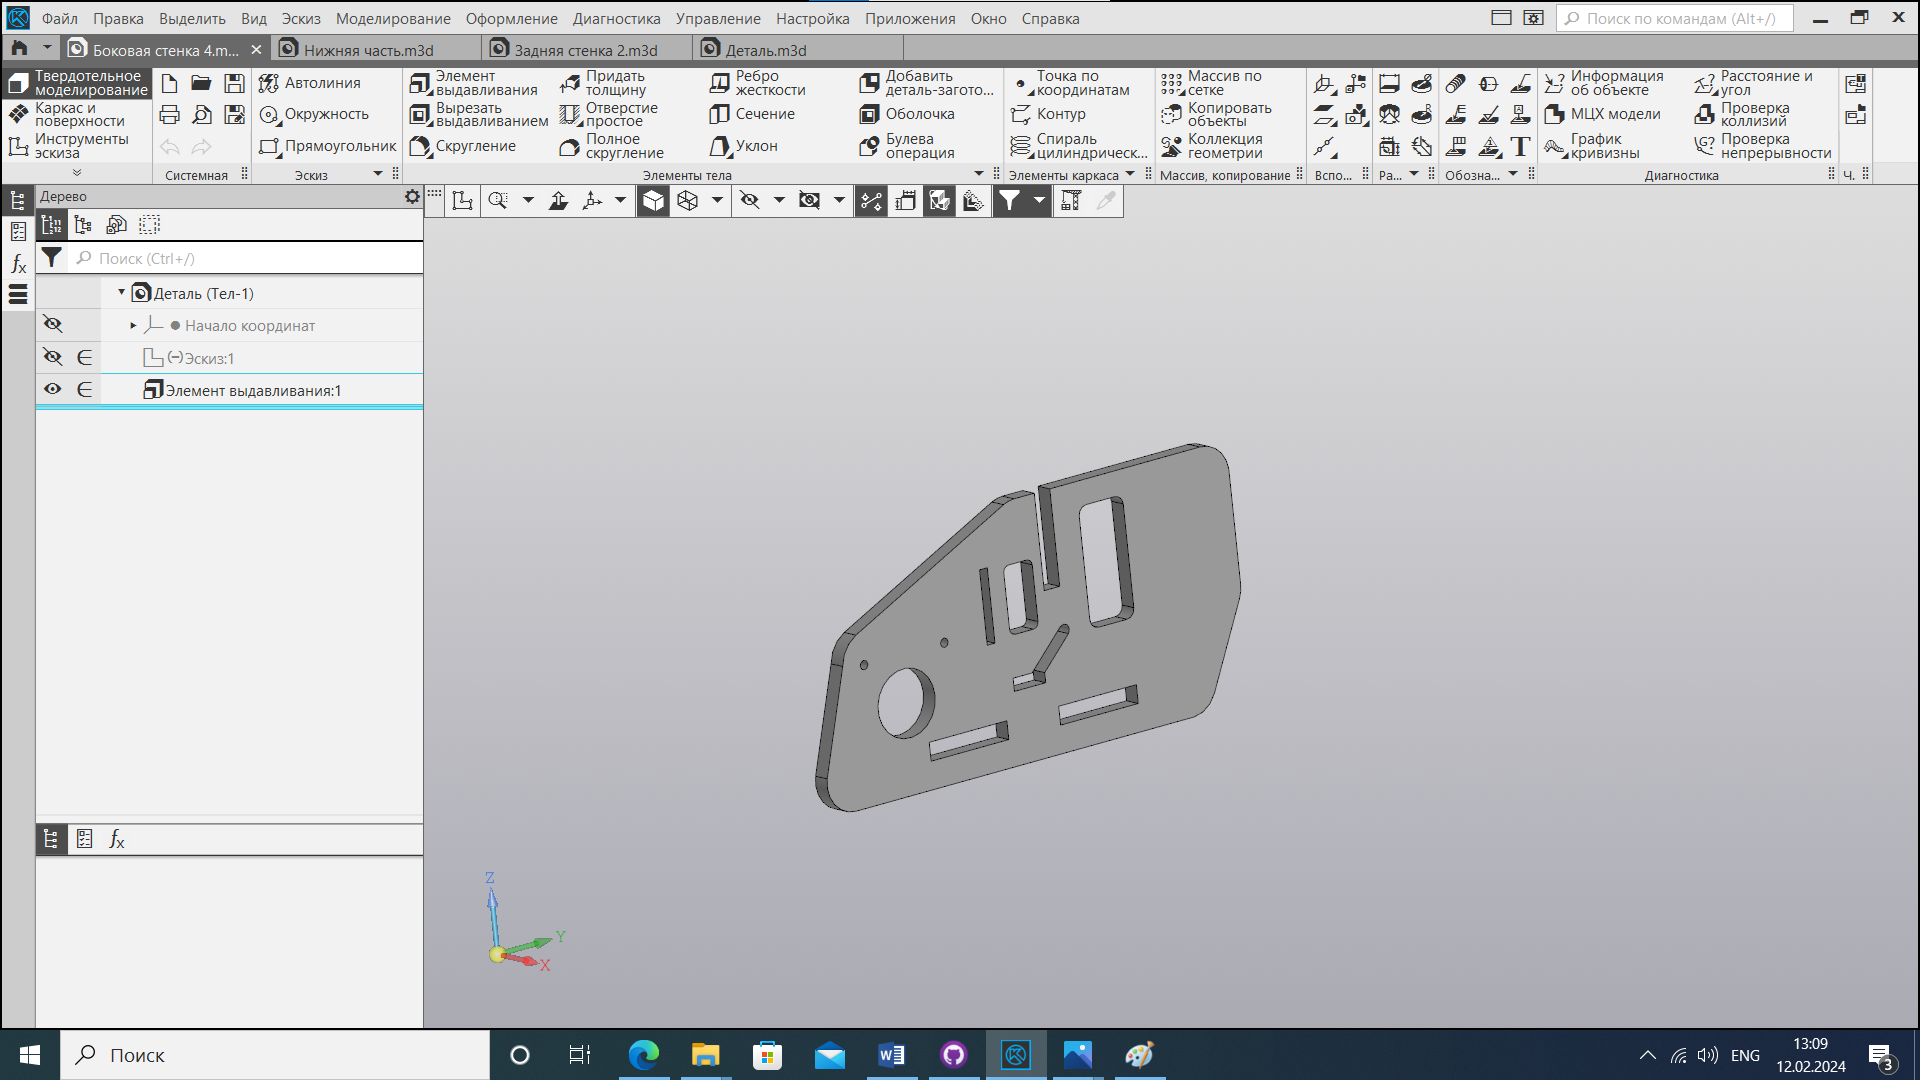 Файл Правка Выделить Вид Эскиз Моделирование Оформление Диагностика Управление Настройка Приложения Окно Справка
Поиск по командам (Alt+/)
Боковая стенка 4.m... Нижняя часть.m3d Задняя стенка 2.m3d Деталь.m3d
Твердотельное моделирование
Каркас и поверхности
Инструменты эскиза
Системная
Автолиния
Окружность
Прямоугольник
Эскиз
Элемент выдавливания
Вырезать выдавливанием
Скругление
Придать толщину
Отверстие простое
Полное скругление
Ребро жесткости
Сечение
Уклон
Добавить деталь-загото...
Оболочка
Булева операция
Элементы тела
Точка по координатам
Контур
Спираль цилиндрическ...
Элементы каркаса
Массив по сетке
Копировать объекты
Коллекция геометрии
Массив, копирование
Вспо...
Ра...
Обозна...
Информация об объекте
МЦХ модели
График кривизны
Расстояние и угол
Проверка коллизий
Проверка непрерывности
Диагностика
Ч.
Дерево
Поиск (Ctrl+/)
Деталь (Тел-1)
Начало координат
(−)Эскиз:1
Элемент выдавливания:1
Z
Y
X
Поиск
ENG
13:09
12.02.2024
3